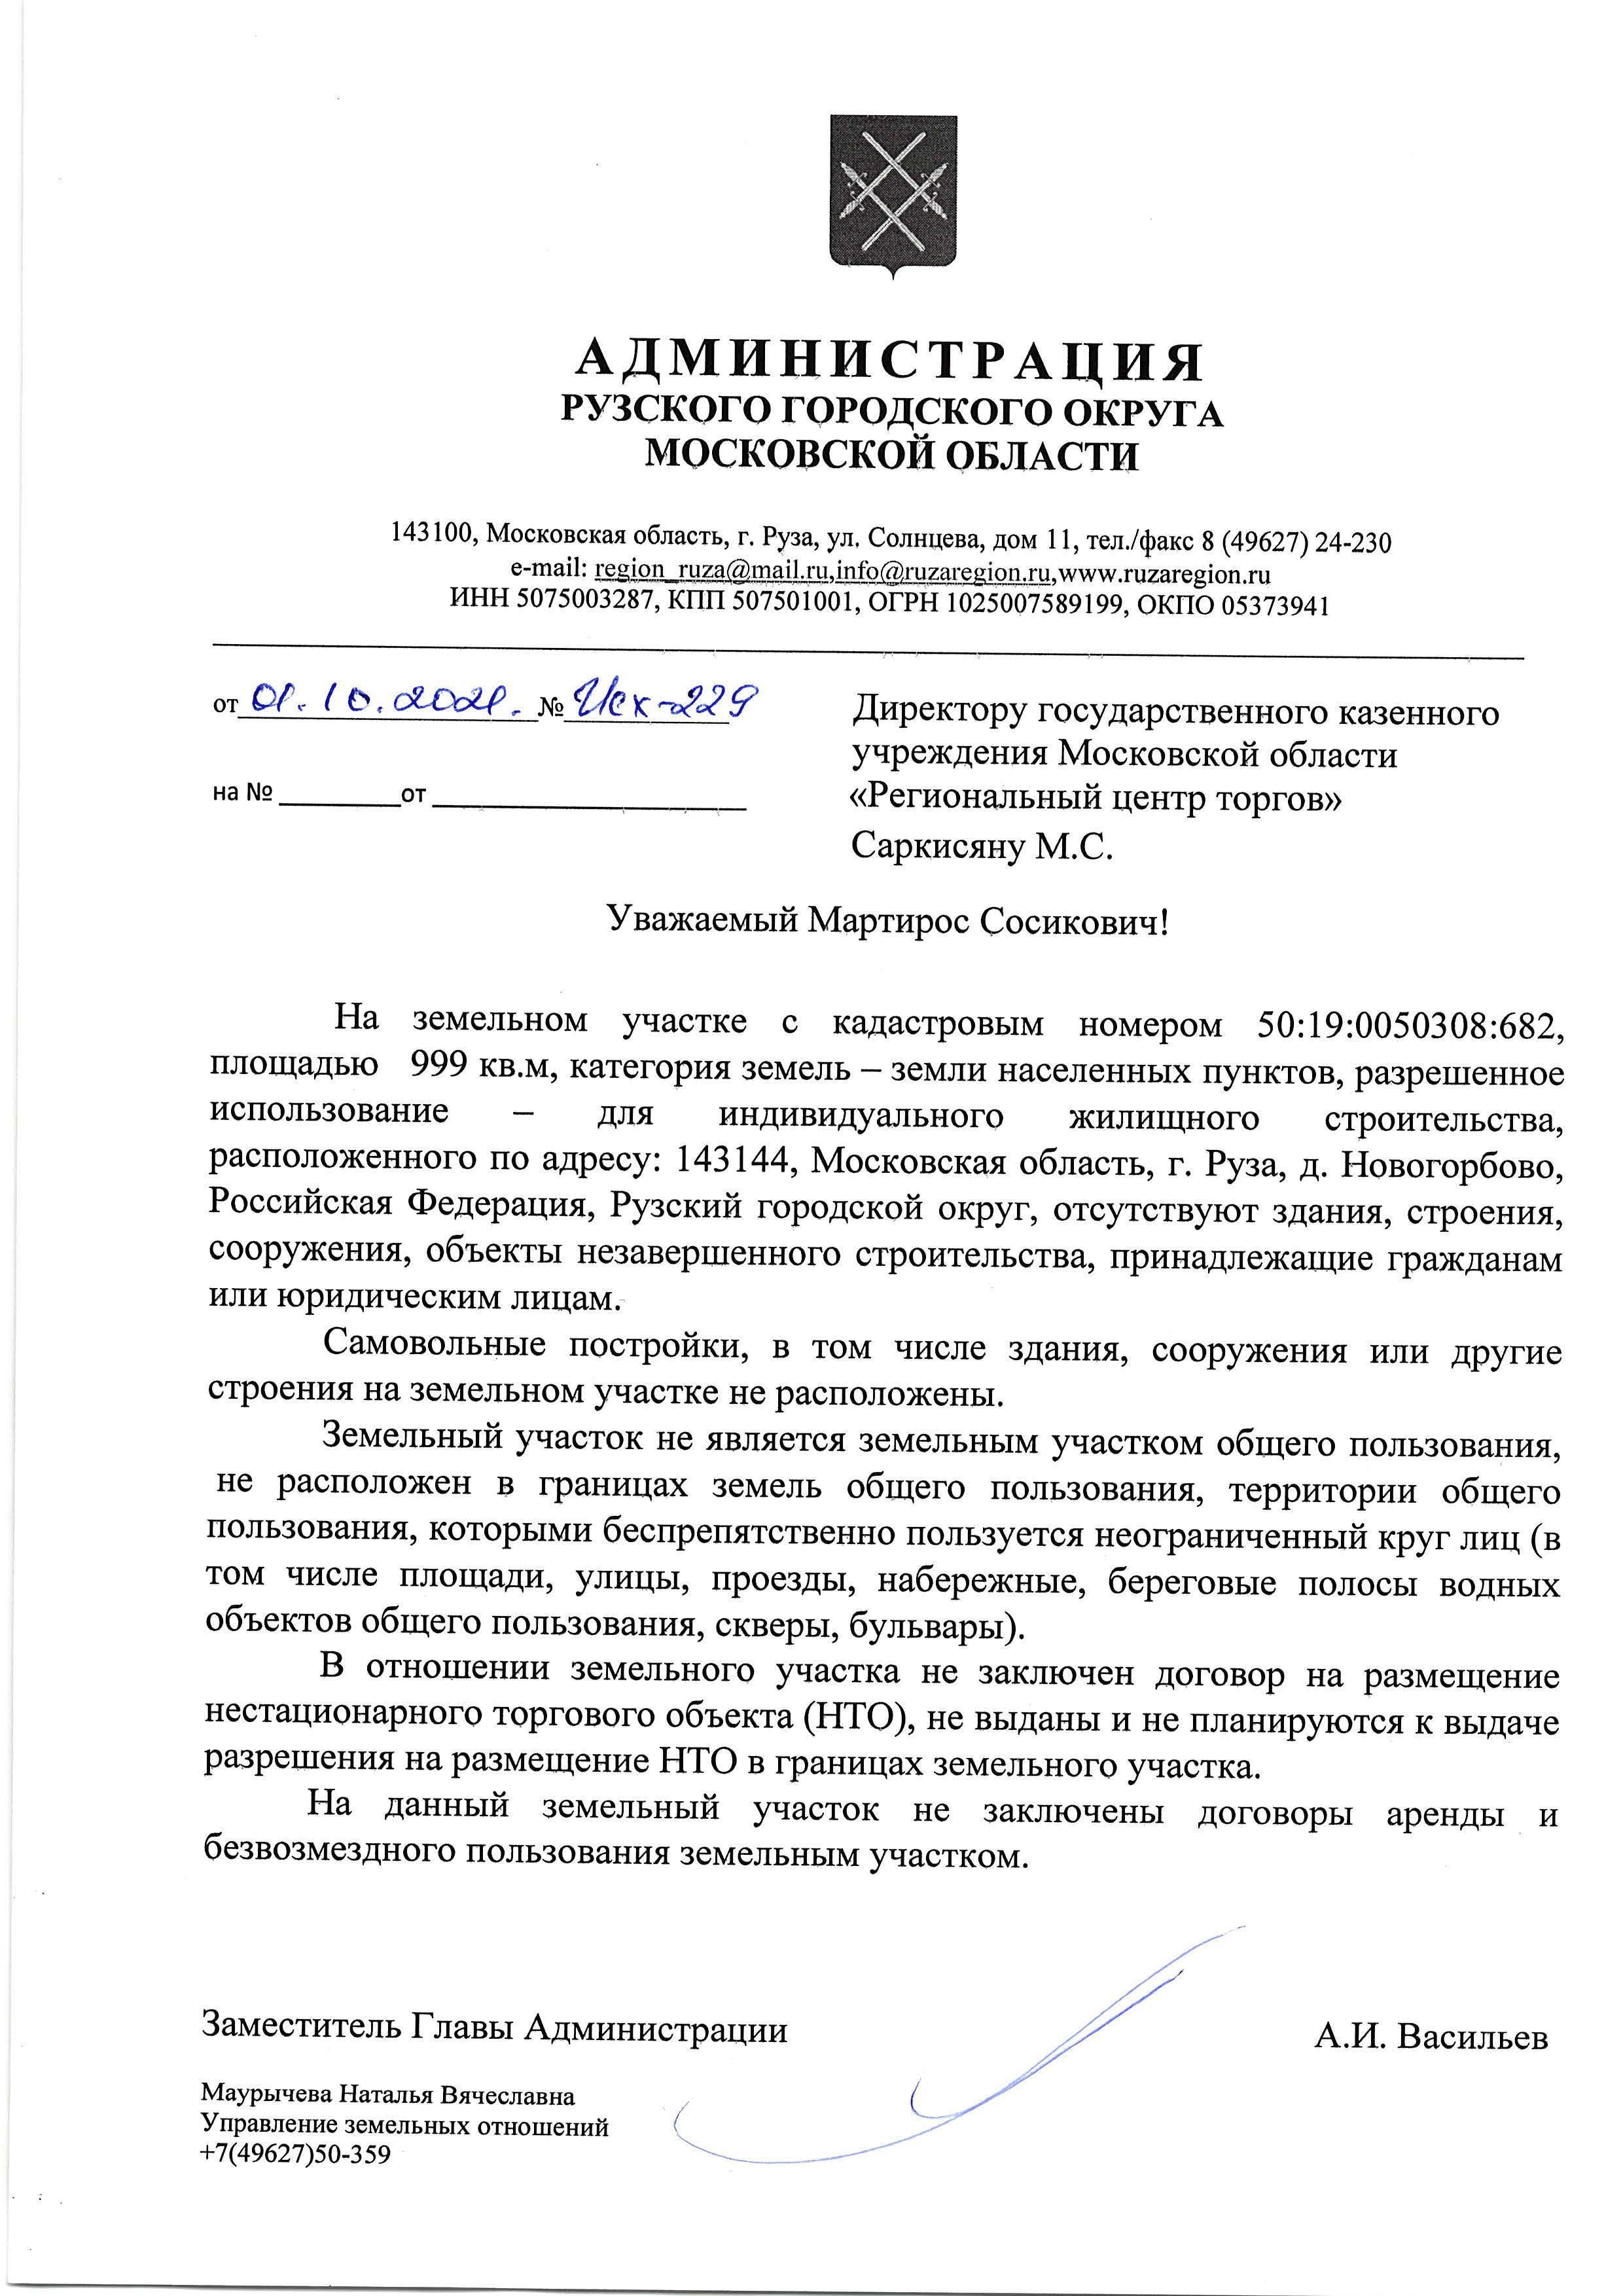 АДМИНИСТРАЦИЯ
РУЗСКОГО ГОРОДСКОГО ОКРУГА
МОСКОВСКОЙ ОБЛАСТИ
143100, Московская область, г. Руза, ул. Солнцева, дом 11, тел./факс 8 (49627) 24-230
e-mail: region_ruza@mail.ru,info@ruzaregion.ru,www.ruzaregion.ru
ИНН 5075003287, КПП 507501001, ОГРН 1025007589199, ОКПО 05373941
от 01.10.2021. № Исх-229
на № _________от _______________________
Директору государственного казенного
учреждения Московской области
«Региональный центр торгов»
Саркисяну М.С.
Уважаемый Мартирос Сосикович!
На земельном участке с кадастровым номером 50:19:0050308:682,
площадью 999 кв.м, категория земель – земли населенных пунктов, разрешенное
использование – для индивидуального жилищного строительства,
расположенного по адресу: 143144, Московская область, г. Руза, д. Новогорбово,
Российская Федерация, Рузский городской округ, отсутствуют здания, строения,
сооружения, объекты незавершенного строительства, принадлежащие гражданам
или юридическим лицам.
Самовольные постройки, в том числе здания, сооружения или другие
строения на земельном участке не расположены.
Земельный участок не является земельным участком общего пользования,
не расположен в границах земель общего пользования, территории общего
пользования, которыми беспрепятственно пользуется неограниченный круг лиц (в
том числе площади, улицы, проезды, набережные, береговые полосы водных
объектов общего пользования, скверы, бульвары).
В отношении земельного участка не заключен договор на размещение
нестационарного торгового объекта (НТО), не выданы и не планируются к выдаче
разрешения на размещение НТО в границах земельного участка.
На данный земельный участок не заключены договоры аренды и
безвозмездного пользования земельным участком.
Заместитель Главы Администрации
А.И. Васильев
Маурычева Наталья Вячеславна
Управление земельных отношений
+7(49627)50-359